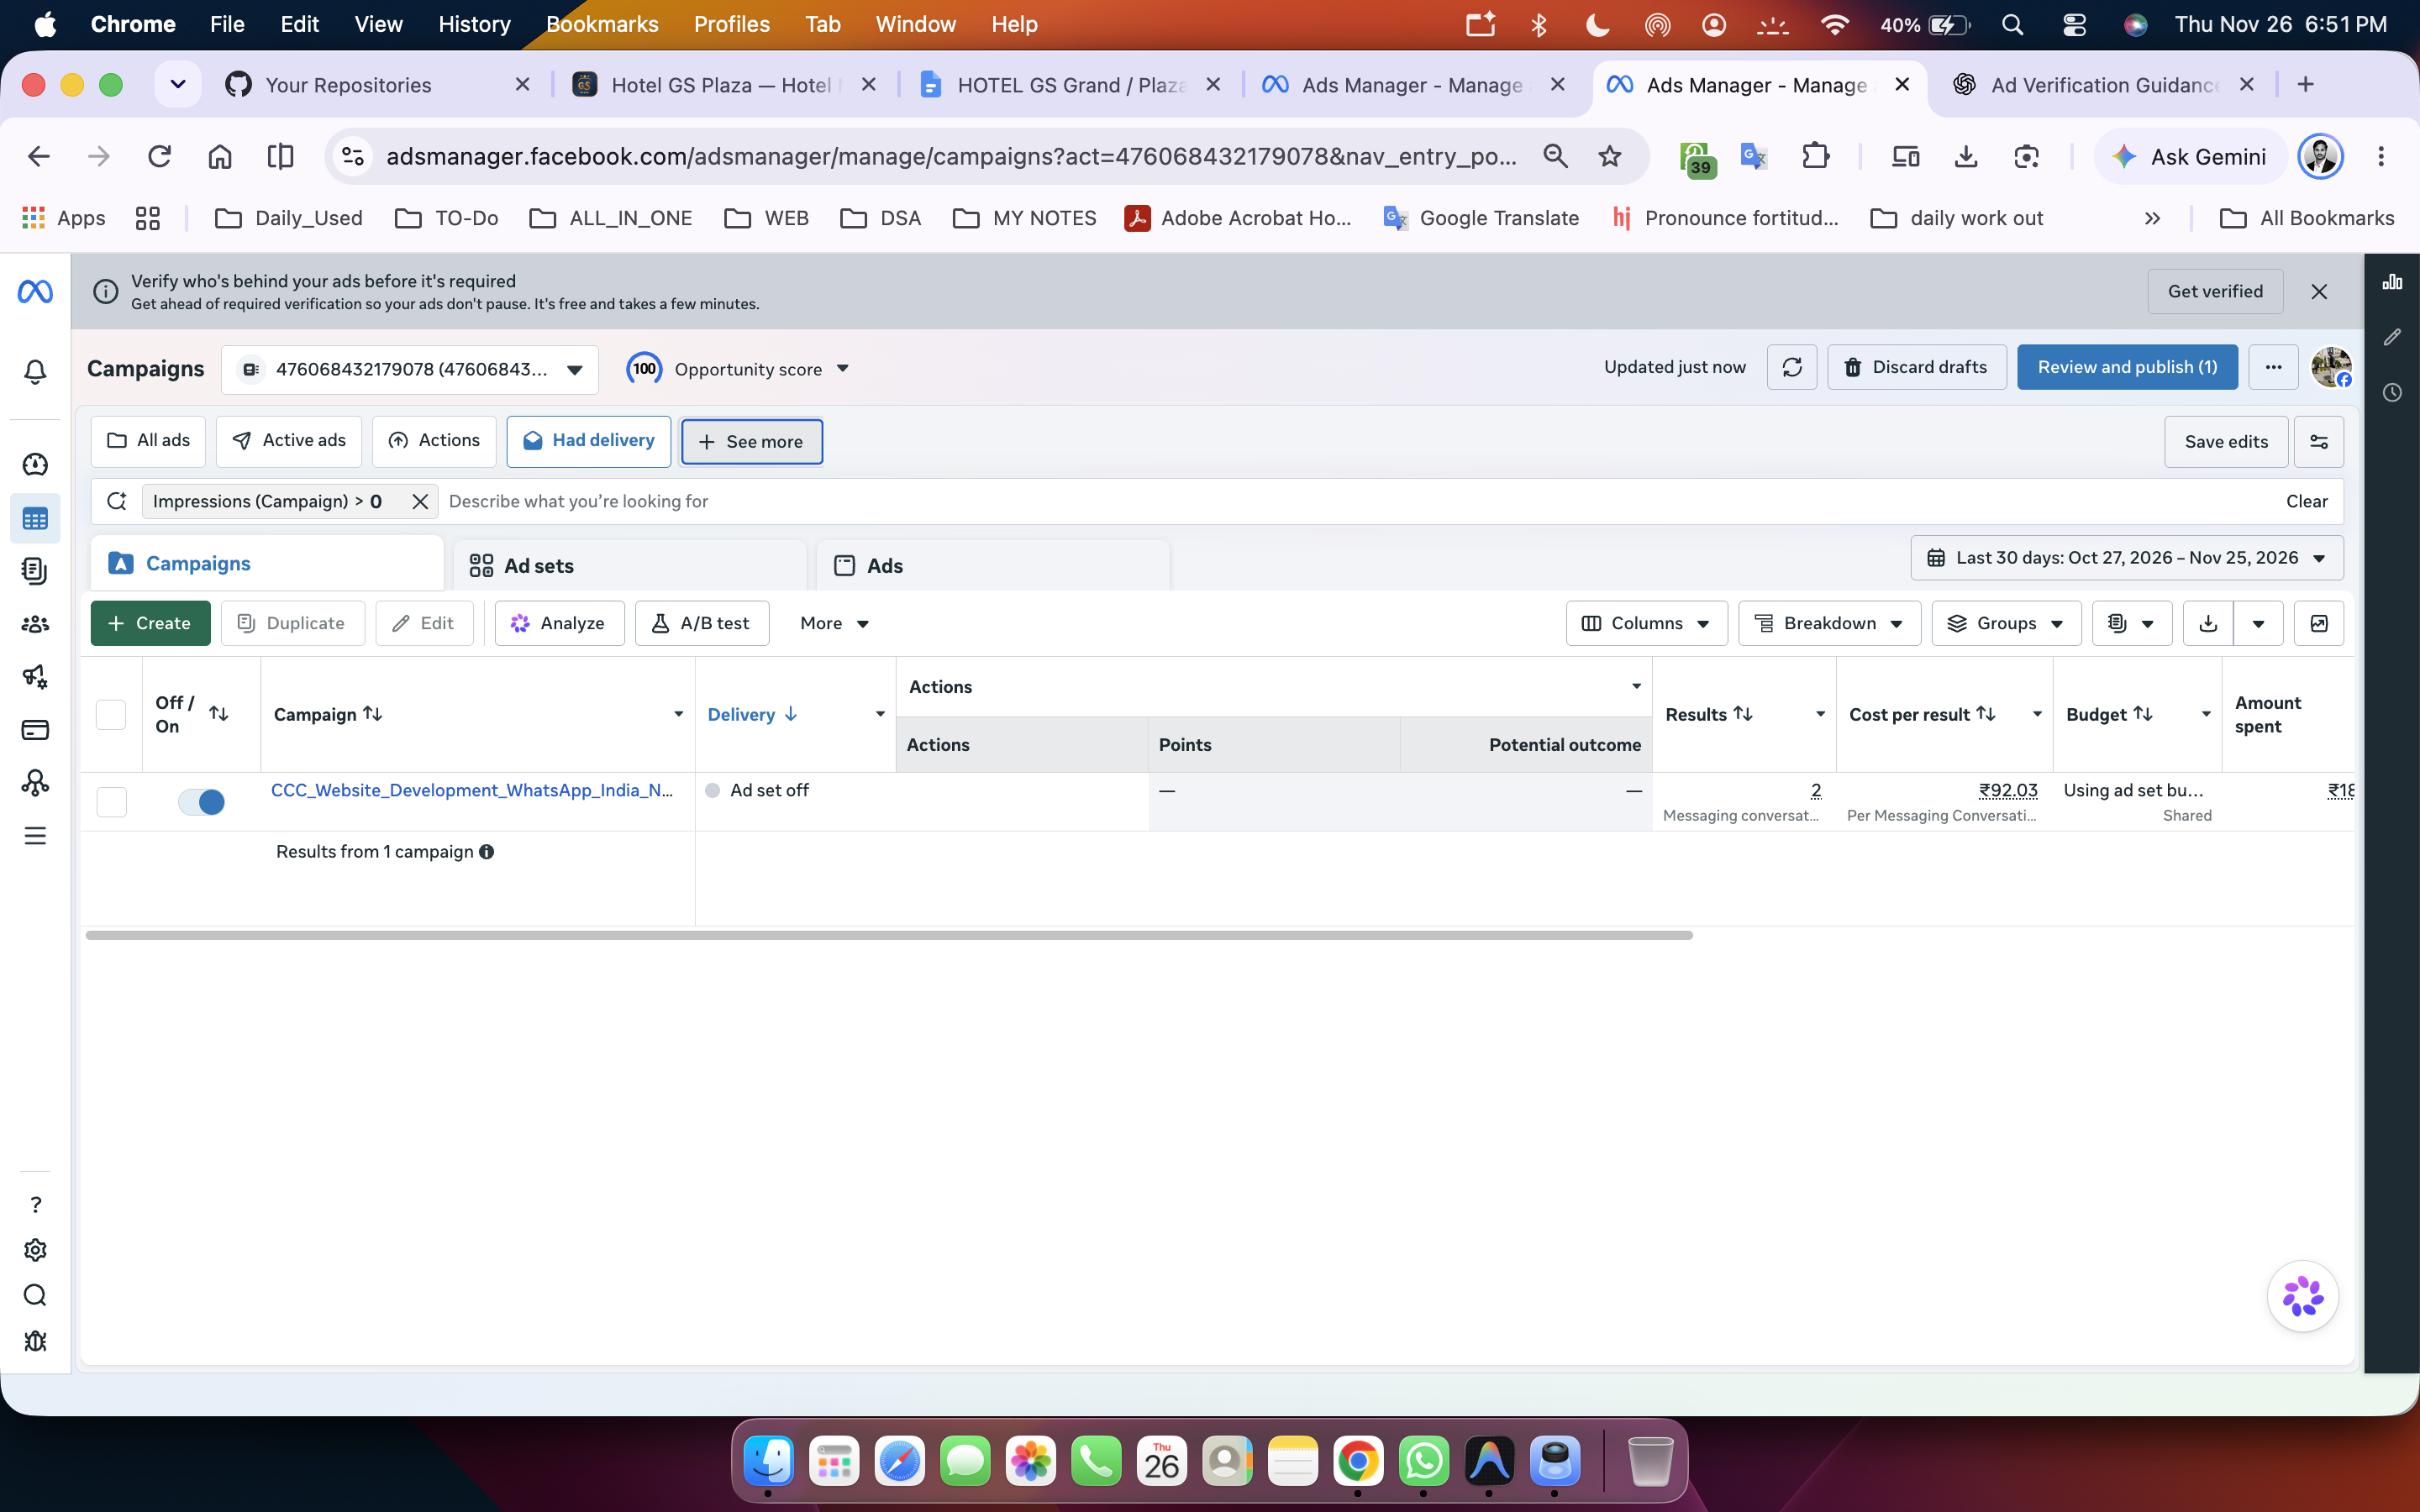 Chrome File Edit View History Bookmarks Profiles Tab Window Help 40% Thu Nov 26 6:51 PM
Your Repositories Hotel GS Plaza — Hotel HOTEL GS Grand / Plaza Ads Manager - Manage Ads Manager - Manage Ad Verification Guidance
adsmanager.facebook.com/adsmanager/manage/campaigns?act=476068432179078&nav_entry_po... 39 Ask Gemini
Apps Daily_Used TO-Do ALL_IN_ONE WEB DSA MY NOTES Adobe Acrobat Ho... Google Translate hj Pronounce fortitud... daily work out » All Bookmarks
Verify who's behind your ads before it's required
Get ahead of required verification so your ads don't pause. It's free and takes a few minutes.
Get verified
Campaigns 476068432179078 (47606843... 100 Opportunity score Updated just now Discard drafts Review and publish (1)
All ads Active ads Actions Had delivery + See more Save edits
Impressions (Campaign) > 0 Describe what you’re looking for Clear
Campaigns Ad sets Ads Last 30 days: Oct 27, 2026 – Nov 25, 2026
+ Create Duplicate Edit Analyze A/B test More Columns Breakdown Groups
Off / On Campaign Delivery Actions Results Cost per result Budget Amount spent
Actions Points Potential outcome
CCC_Website_Development_WhatsApp_India_N... Ad set off — — 2 ₹92.03 Using ad set bu... ₹18
Messaging conversat... Per Messaging Conversati... Shared
Results from 1 campaign
?
Thu
26